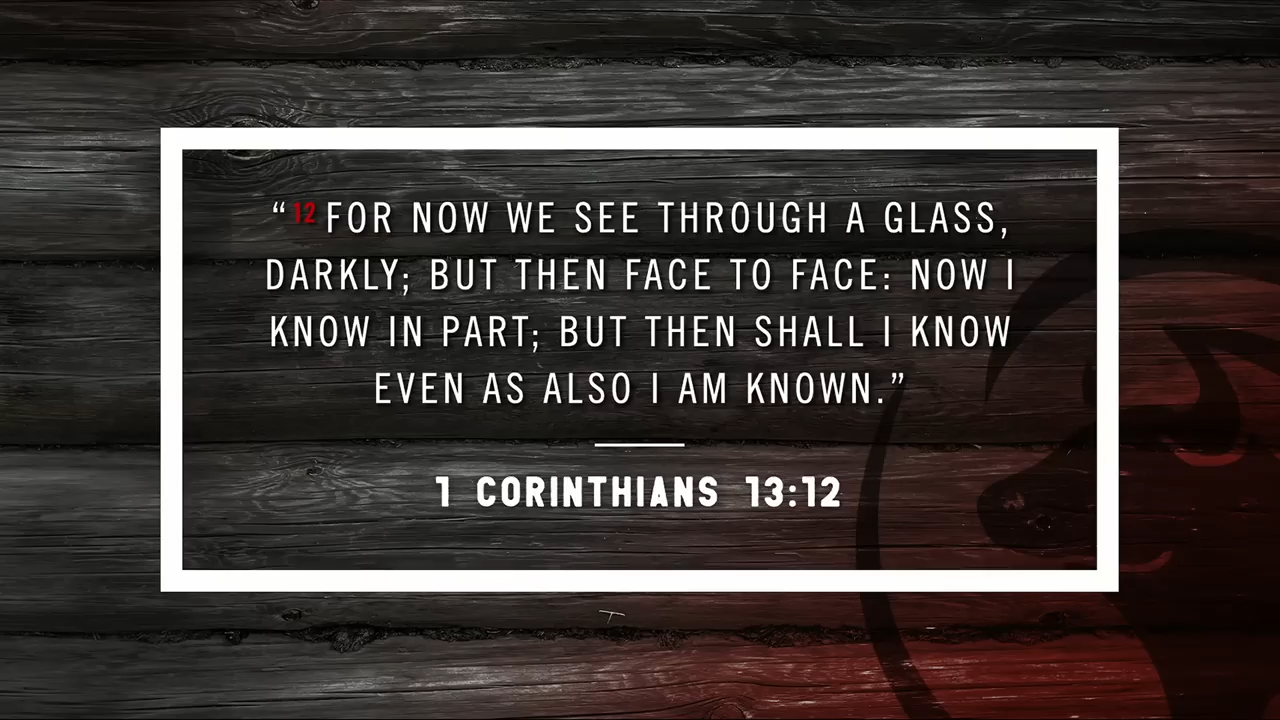 “12 FOR NOW WE SEE THROUGH A GLASS,
DARKLY; BUT THEN FACE TO FACE: NOW I
KNOW IN PART; BUT THEN SHALL I KNOW
EVEN AS ALSO I AM KNOWN.”
1 CORINTHIANS 13:12